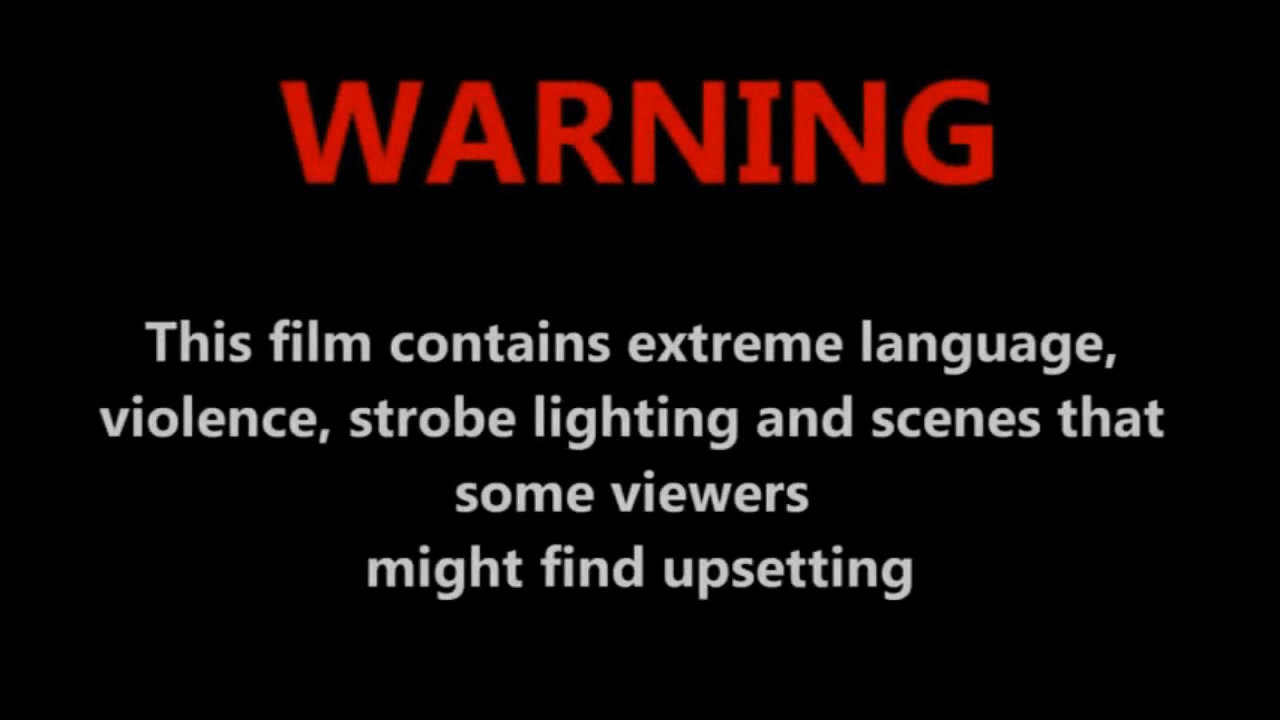 WARNING
This film contains extreme language,
violence, strobe lighting and scenes that
some viewers
might find upsetting